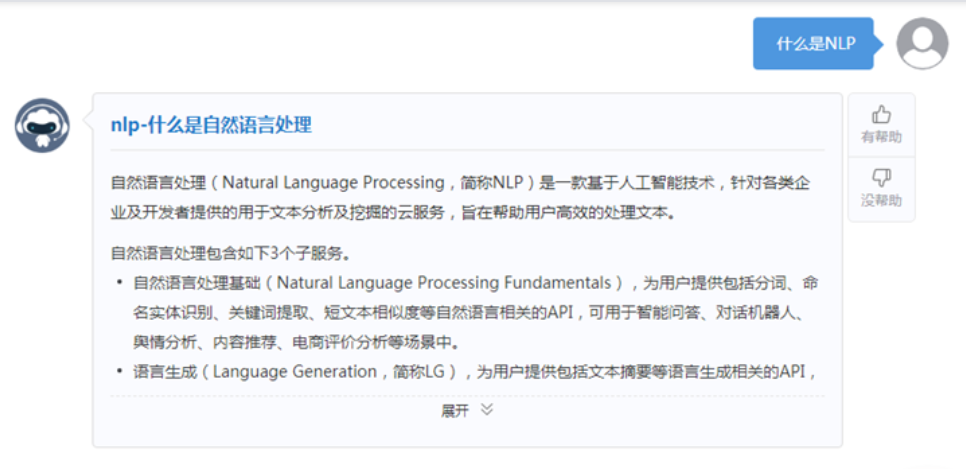 什么是NLP
nlp-什么是自然语言处理
有帮助
自然语言处理（Natural Language Processing，简称NLP）是一款基于人工智能技术，针对各类企
业及开发者提供的用于文本分析及挖掘的云服务，旨在帮助用户高效的处理文本。
没帮助
自然语言处理包含如下3个子服务。
• 自然语言处理基础（Natural Language Processing Fundamentals），为用户提供包括分词、命
名实体识别、关键词提取、短文本相似度等自然语言相关的API，可用于智能问答、对话机器人、
舆情分析、内容推荐、电商评价分析等场景中。
• 语言生成（Language Generation，简称LG），为用户提供包括文本摘要等语言生成相关的API，
展开